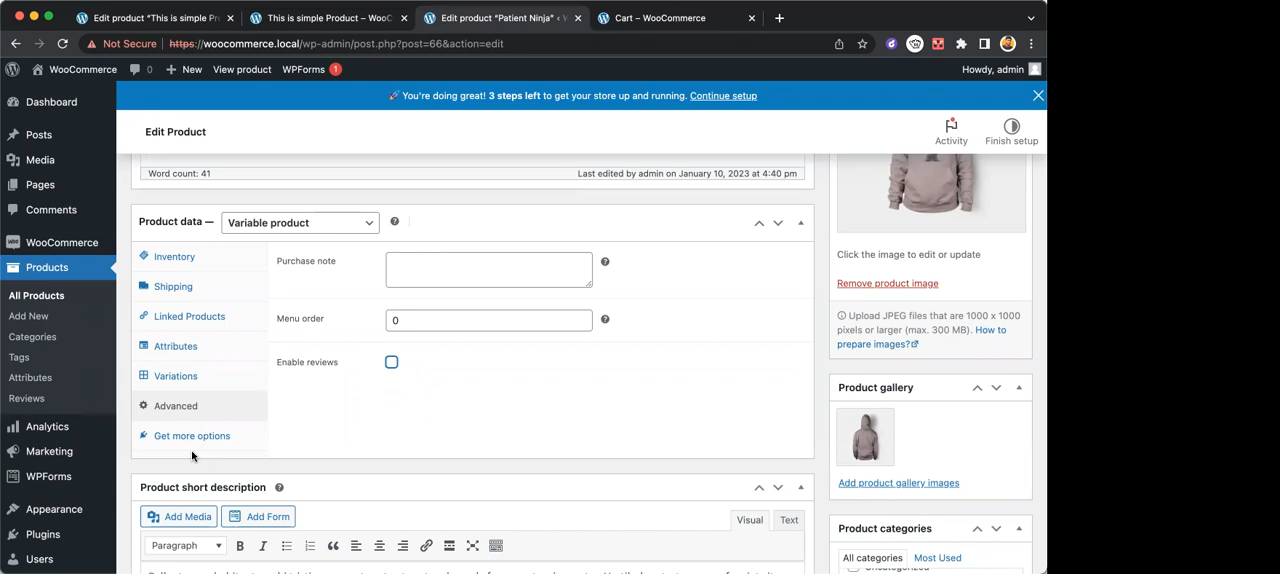 Edit product "This is simple Pr
This is simple Product – WooC
Edit product "Patient Ninja" ‹ W
Cart – WooCommerce
Not Secure
https://woocommerce.local/wp-admin/post.php?post=66&action=edit
WooCommerce
0
New
View product
WPForms 1
Howdy, admin
🚀 You're doing great! 3 steps left to get your store up and running. Continue setup
Dashboard
Posts
Media
Pages
Comments
WooCommerce
Products
All Products
Add New
Categories
Tags
Attributes
Reviews
Analytics
Marketing
WPForms
Appearance
Plugins
Users
Edit Product
Activity
Finish setup
Word count: 41
Last edited by admin on January 10, 2023 at 4:40 pm
Product data —
Variable product
Inventory
Shipping
Linked Products
Attributes
Variations
Advanced
Get more options
Purchase note
Menu order
0
Enable reviews
Product short description
Add Media
Add Form
Visual
Text
Paragraph
Click the image to edit or update
Remove product image
Upload JPEG files that are 1000 x 1000
pixels or larger (max. 300 MB). How to
prepare images?
Product gallery
Add product gallery images
Product categories
All categories
Most Used